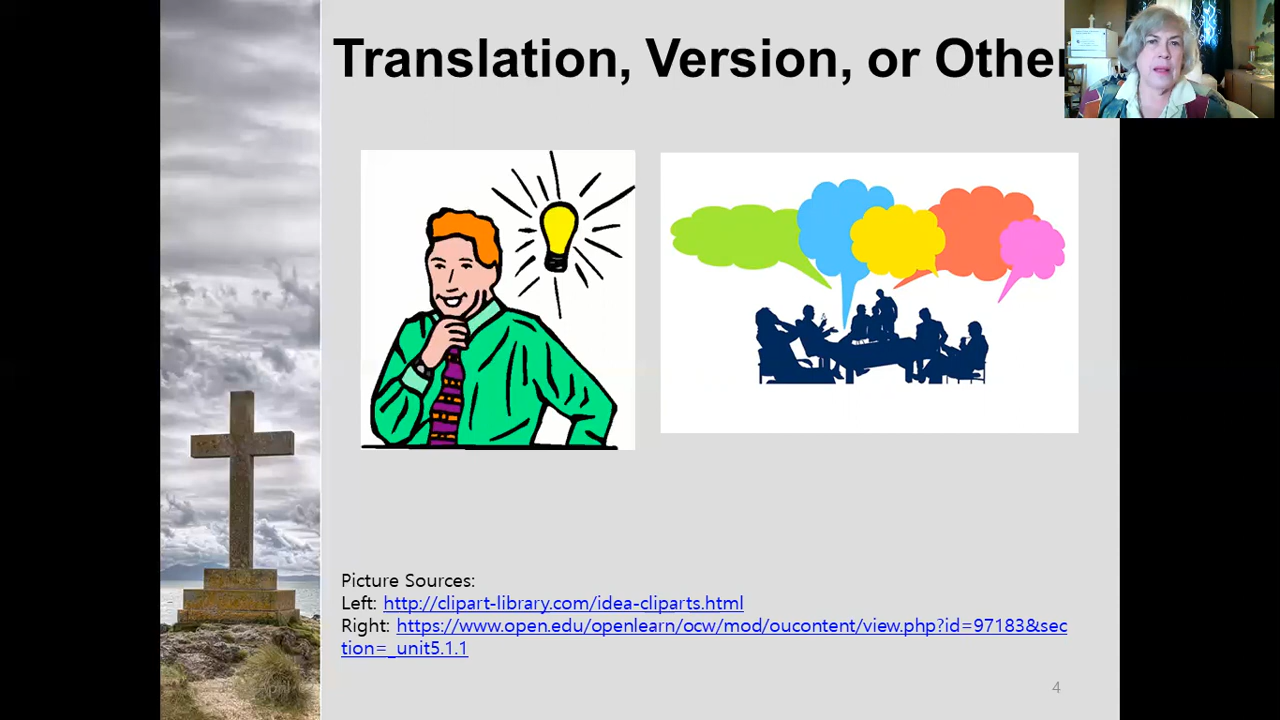 Translation, Version, or Other
Picture Sources:
Left: http://clipart-library.com/idea-cliparts.html
Right: https://www.open.edu/openlearn/ocw/mod/oucontent/view.php?id=97183&sec
tion=_unit5.1.1
April
4